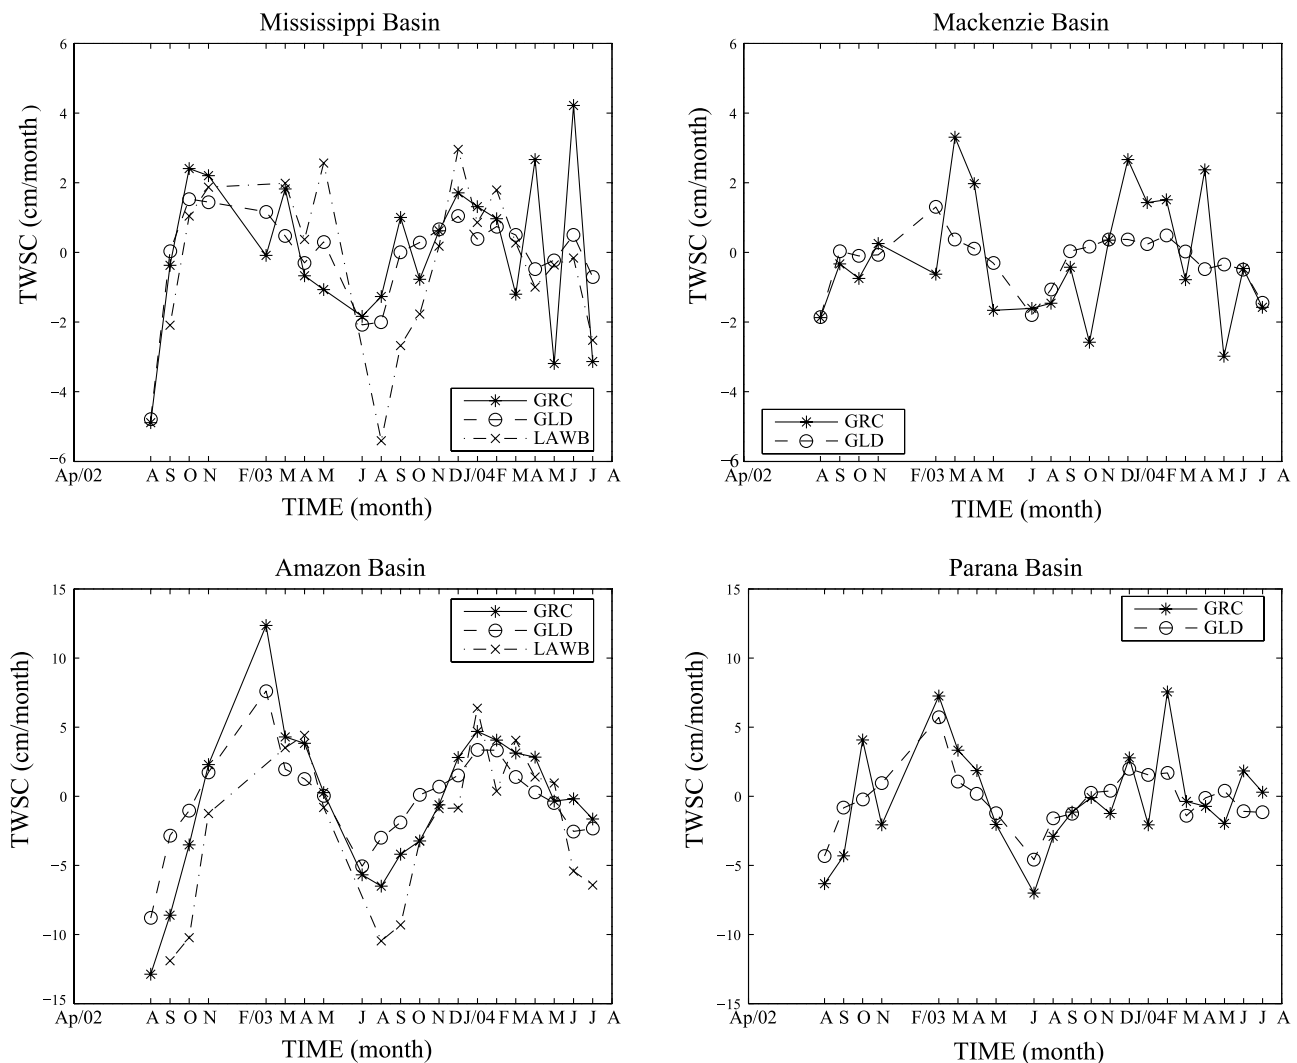 Mississippi Basin
TWSC (cm/month )
6
4
2
0
−2
−4
−6
GRC
GLD
LAWB
Ap/02 A S O N F/03 M A M J A S O N D J/04 F M A M J J A
TIME (month)
Mackenzie Basin
TWSC (cm/month)
6
4
2
0
−2
−4
−6
GRC
GLD
Ap/02 A S O N F/03 M A M J A S O N D J/04 F M A M J J A
TIME (month)
Amazon Basin
TWSC (cm/month)
15
10
5
0
−5
−10
−15
GRC
GLD
LAWB
Ap/02 A S O N F/03 M A M J A S O N D J/04 F M A M J J A
TIME (month)
Parana Basin
TWSC (cm/month)
15
10
5
0
−5
−10
−15
GRC
GLD
Ap/02 A S O N F/03 M A M J A S O N D J/04 F M A M J J A
TIME (month)